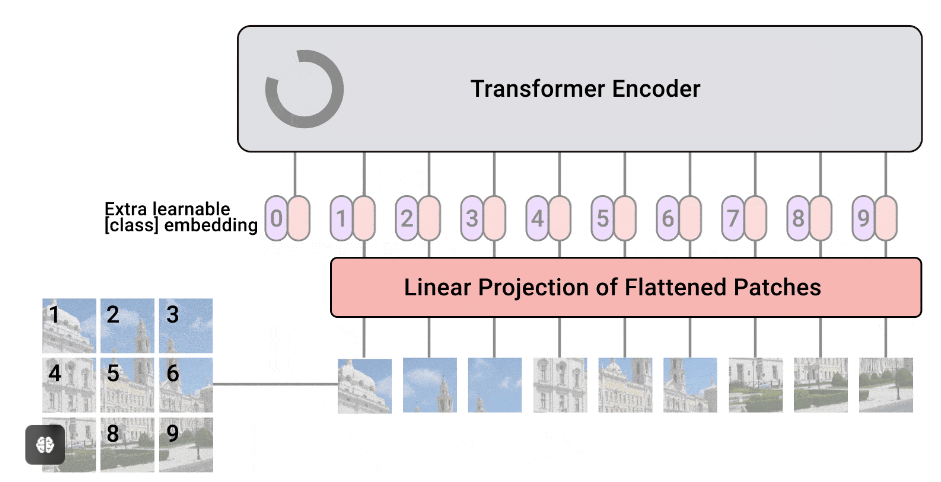 Transformer Encoder
Extra learnable
[class] embedding
0 1 2 3 4 5 6 7 8 9
Linear Projection of Flattened Patches
1 2 3
4 5 6
8 9